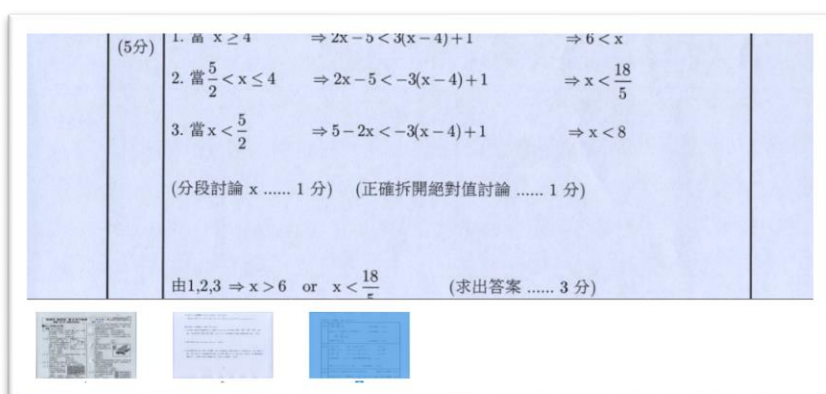 (5分) 1. 當 x ≥ 4 ⇒ 2x − 5 < 3(x − 4) + 1 ⇒ 6 < x
2. 當 5/2 < x ≤ 4 ⇒ 2x − 5 < −3(x − 4) + 1 ⇒ x < 18/5
3. 當 x < 5/2 ⇒ 5 − 2x < −3(x − 4) + 1 ⇒ x < 8
(分段討論 x …… 1 分) (正確拆開絕對值討論 …… 1 分)
由1,2,3 ⇒ x > 6 or x < 18/5 (求出答案 …… 3 分)